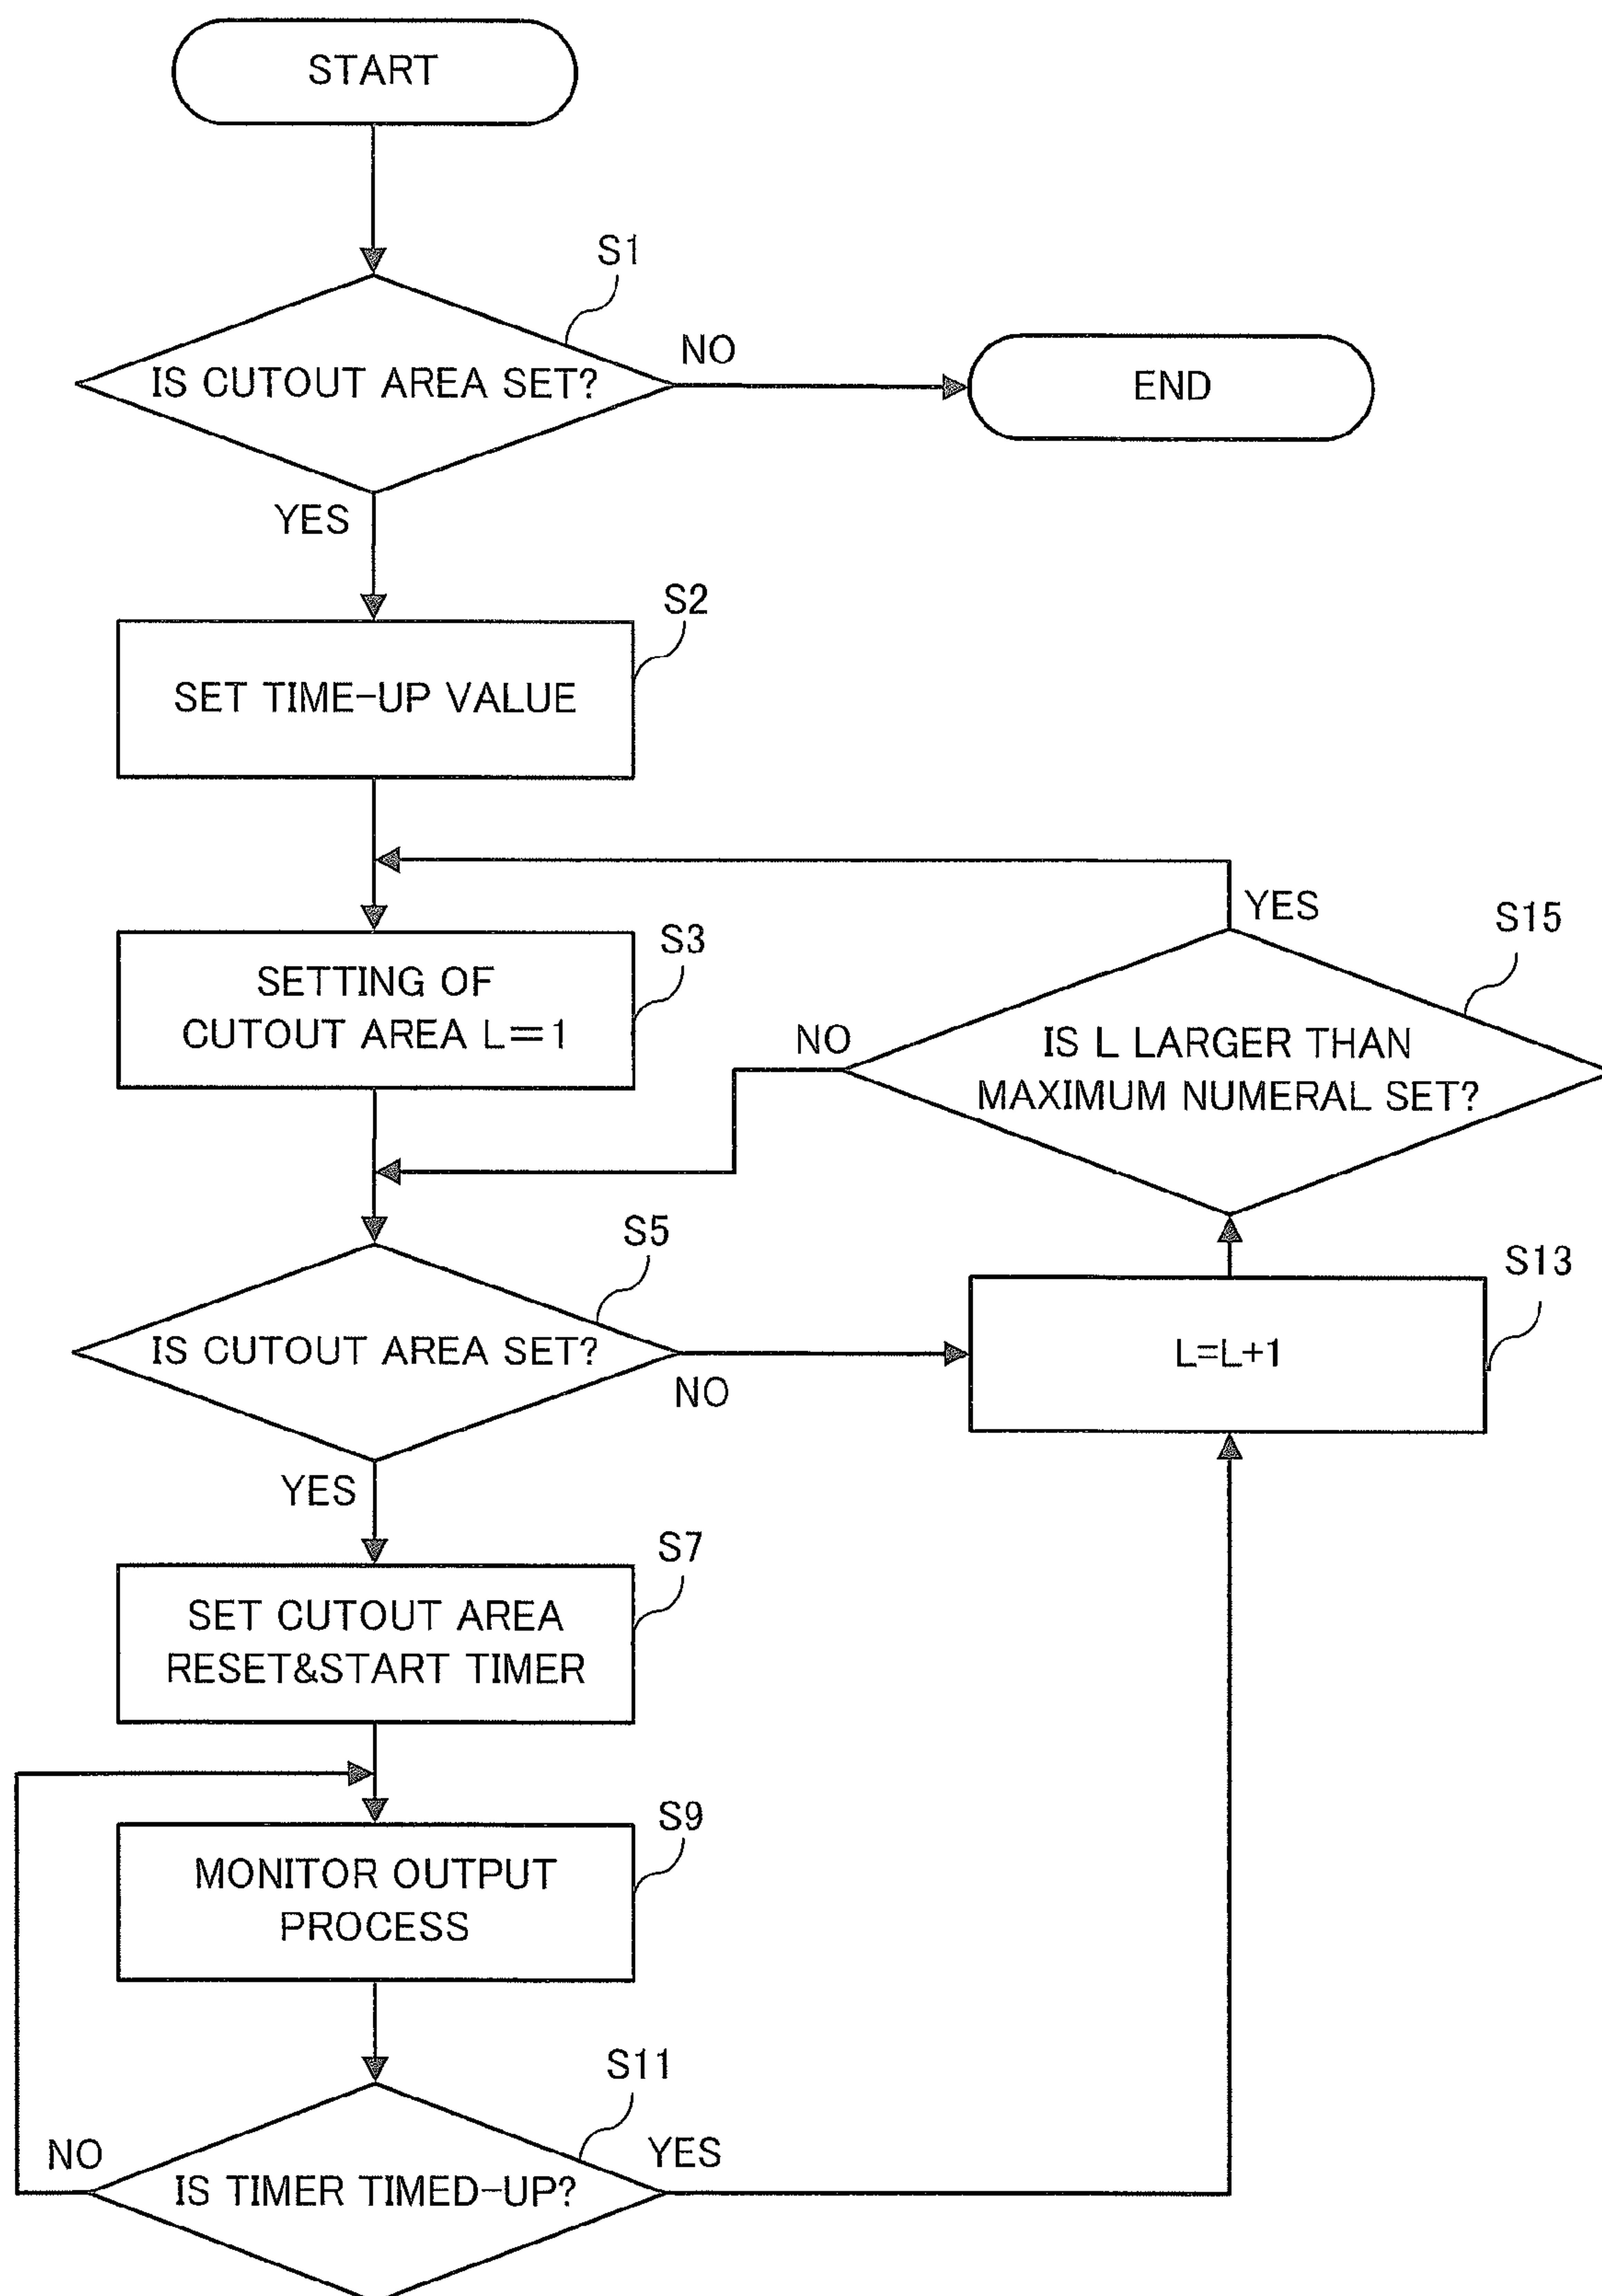 START
S1
IS CUTOUT AREA SET?
NO
END
YES
S2
SET TIME-UP VALUE
YES
S15
S3
SETTING OF
CUTOUT AREA L=1
NO
IS L LARGER THAN
MAXIMUM NUMERAL SET?
S5
IS CUTOUT AREA SET?
NO
S13
L=L+1
YES
S7
SET CUTOUT AREA
RESET&START TIMER
S9
MONITOR OUTPUT
PROCESS
S11
NO
YES
IS TIMER TIMED-UP?